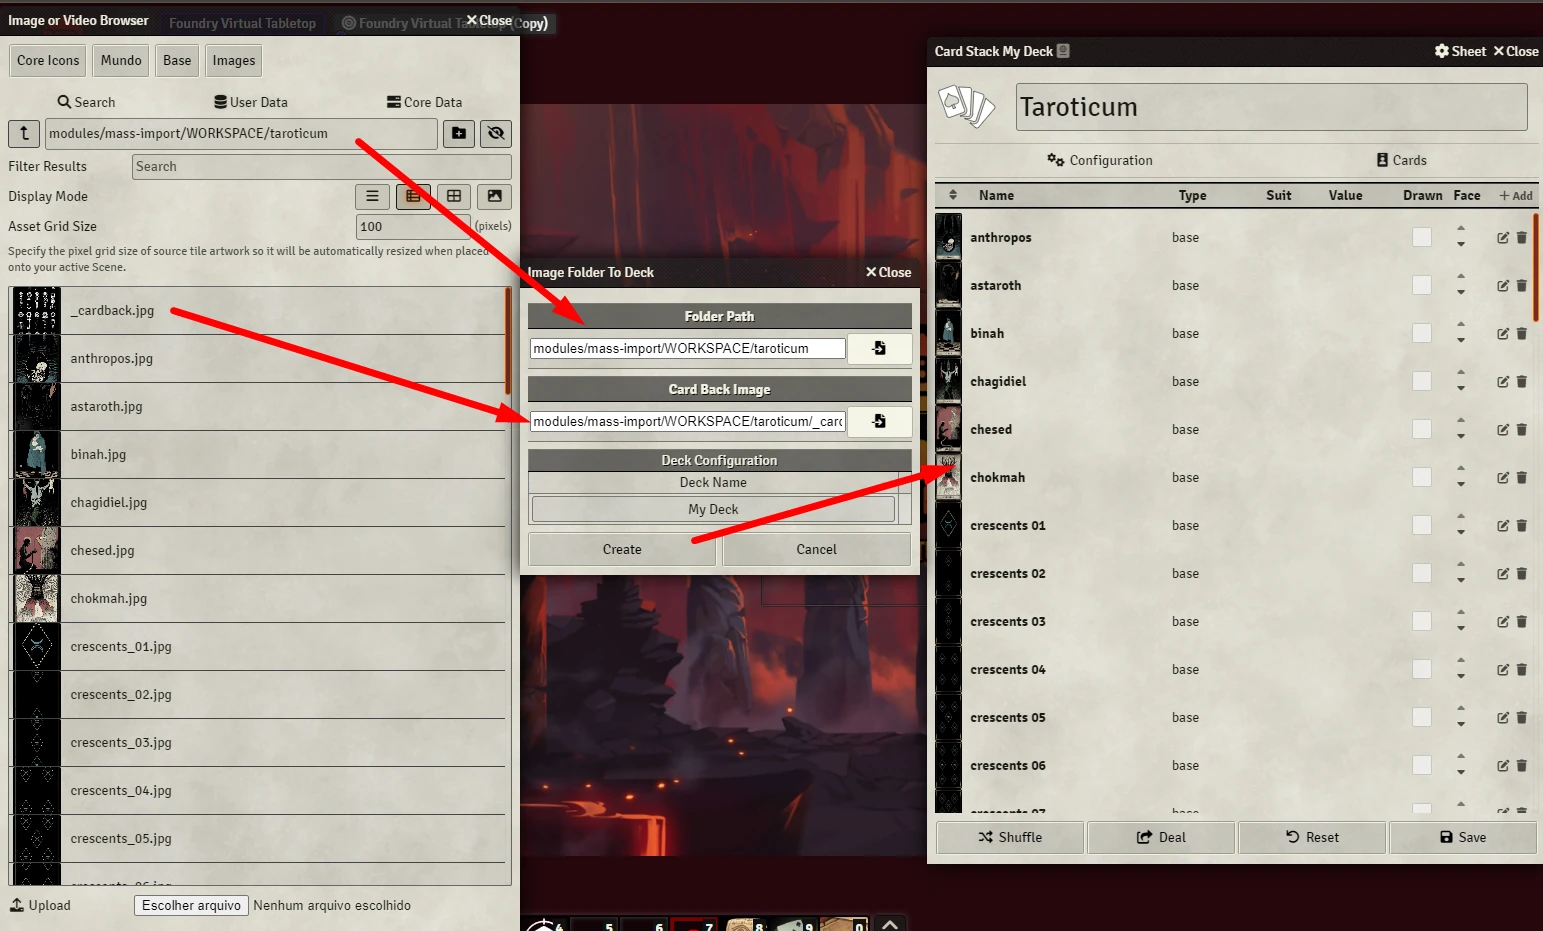 Image or Video Browser
Close
Foundry Virtual Tabletop
Foundry Virtual Tabletop (Copy)
Core Icons
Mundo
Base
Images
Search
User Data
Core Data
modules/mass-import/WORKSPACE/taroticum
Filter Results
Search
Display Mode
Asset Grid Size
100
(pixels)
Specify the pixel grid size of source tile artwork so it will be automatically resized when placed
onto your active Scene.
_cardback.jpg
anthropos.jpg
astaroth.jpg
binah.jpg
chagidiel.jpg
chesed.jpg
chokmah.jpg
crescents_01.jpg
crescents_02.jpg
crescents_03.jpg
crescents_04.jpg
crescents_05.jpg
crescents_06.jpg
Upload
Escolher arquivo
Nenhum arquivo escolhido
Image Folder To Deck
Close
Folder Path
modules/mass-import/WORKSPACE/taroticum
Card Back Image
modules/mass-import/WORKSPACE/taroticum/_card
Deck Configuration
Deck Name
My Deck
Create
Cancel
4
5
6
7
8
9
0
Card Stack My Deck
Sheet
Close
Taroticum
Configuration
Cards
Name Type Suit Value Drawn Face + Add
anthropos base
astaroth base
binah base
chagidiel base
chesed base
chokmah base
crescents 01 base
crescents 02 base
crescents 03 base
crescents 04 base
crescents 05 base
crescents 06 base
crescents 07 base
Shuffle
Deal
Reset
Save